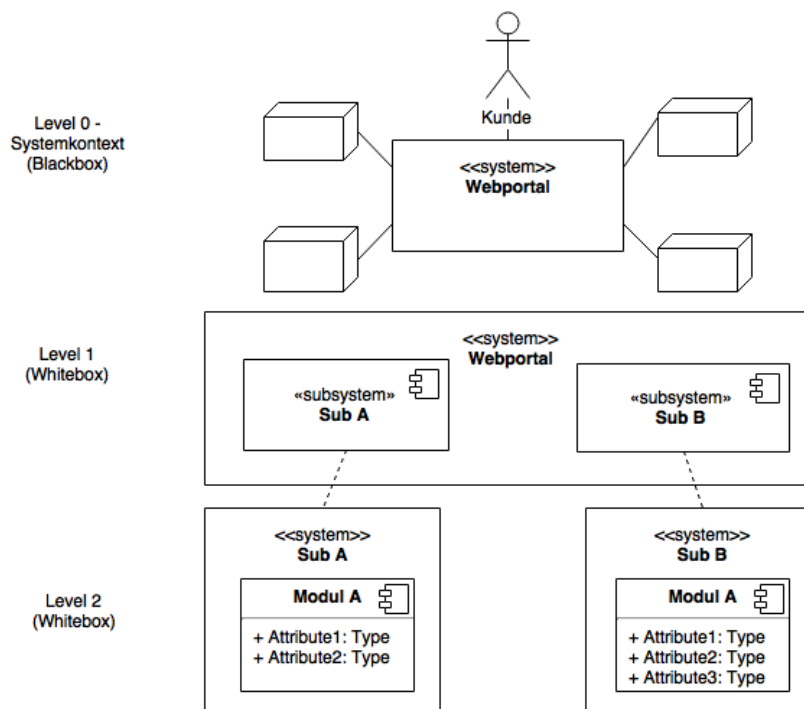 Kunde
Level 0 -
Systemkontext
(Blackbox)
<<system>>
Webportal
Level 1
(Whitebox)
<<system>>
Webportal
«subsystem»
Sub A
«subsystem»
Sub B
Level 2
(Whitebox)
<<system>>
Sub A
Modul A
+ Attribute1: Type
+ Attribute2: Type
<<system>>
Sub B
Modul A
+ Attribute1: Type
+ Attribute2: Type
+ Attribute3: Type